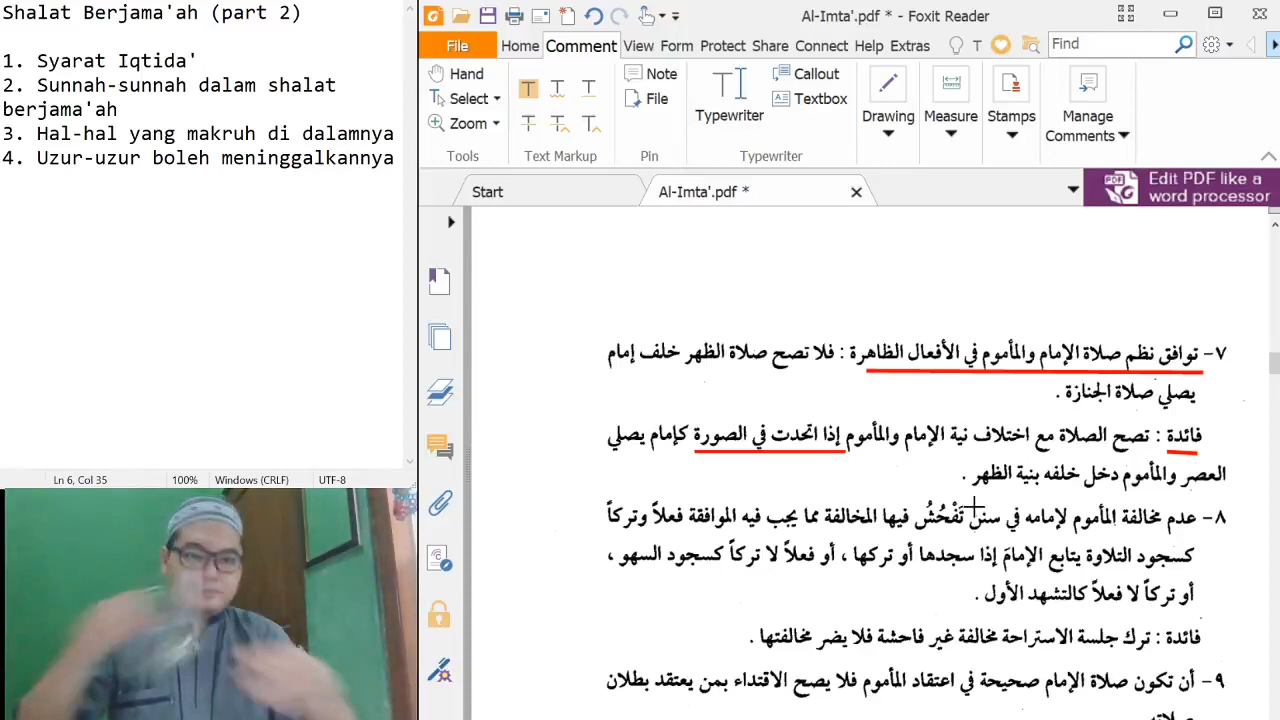 Shalat Berjama'ah (part 2)
1. Syarat Iqtida'
2. Sunnah-sunnah dalam shalat
berjama'ah
3. Hal-hal yang makruh di dalamnya
4. Uzur-uzur boleh meninggalkannya
Ln 6, Col 35 100% Windows (CRLF) UTF-8
Al-Imta'.pdf * - Foxit Reader
File Home Comment View Form Protect Share Connect Help Extras Find
Hand
Select
Zoom
Tools
Text Markup
Note
File
Pin
Typewriter
Callout
Textbox
Typewriter
Drawing
Measure
Stamps
Manage
Comments
Start
Al-Imta'.pdf *
Edit PDF like a
word processor
٧- توافق نظم صلاة الإمام والمأموم في الأفعال الظاهرة : فلا تصح صلاة الظهر خلف إمام
يصلي صلاة الجنازة .
فائدة : تصح الصلاة مع اختلاف نية الإمام والمأموم إذا اتحدت في الصورة كإمام يصلي
العصر والمأموم دخل خلفه بنية الظهر .
٨- عدم مخالفة المأموم لإمامه في سنن تَفْحُشُ فيها المخالفة مما يجب فيه الموافقة فعلاً وتركاً
كسجود التلاوة يتابع الإمامَ إذا سجدها أو تركها ، أو فعلاً لا تركاً كسجود السهو ،
أو تركاً لا فعلاً كالتشهد الأول .
فائدة : ترك جلسة الاستراحة مخالفة غير فاحشة فلا يضر مخالفتها .
٩- أن تكون صلاة الإمام صحيحة في اعتقاد المأموم فلا يصح الاقتداء بمن يعتقد بطلان